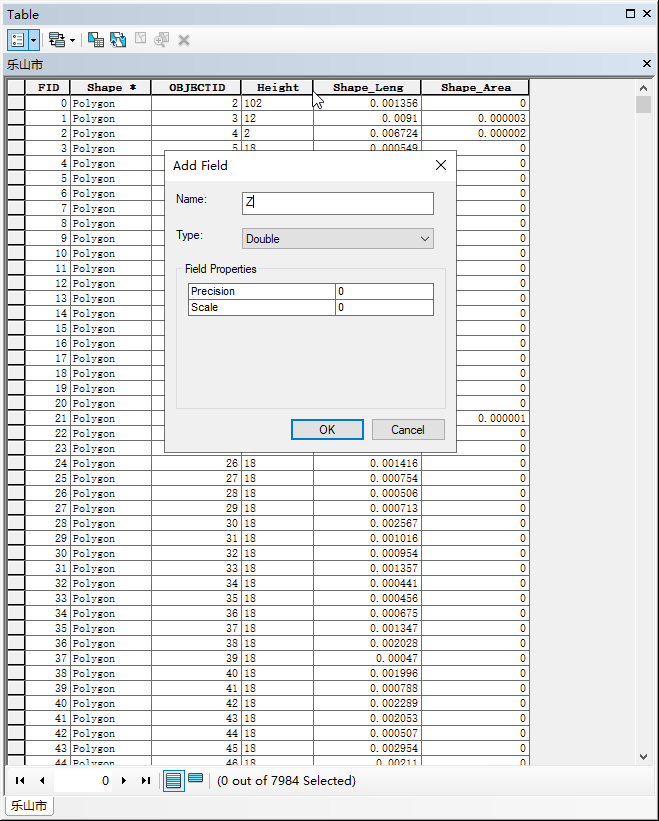 Table
乐山市
FID Shape * OBJECTID Height Shape_Leng Shape_Area
0 Polygon 2 102 0.001356 0
1 Polygon 3 12 0.0091 0.000003
2 Polygon 4 2 0.006724 0.000002
3 Polygon 5 18 0.000549 0
4 Polygon 0
5 Polygon 0
6 Polygon 0
7 Polygon 0
8 Polygon 0
9 Polygon 0
10 Polygon 0
11 Polygon 0
12 Polygon 0
13 Polygon 0
14 Polygon 0
15 Polygon 0
16 Polygon 0
17 Polygon 0
18 Polygon 0
19 Polygon 0
20 Polygon 0
21 Polygon 0.000001
22 Polygon 0
23 Polygon 0
Add Field
Name: Z
Type: Double
Field Properties
Precision 0
Scale 0
OK Cancel
24 Polygon 26 18 0.001416 0
25 Polygon 27 18 0.000754 0
26 Polygon 28 18 0.000506 0
27 Polygon 29 18 0.000713 0
28 Polygon 30 18 0.002567 0
29 Polygon 31 18 0.001016 0
30 Polygon 32 18 0.000954 0
31 Polygon 33 18 0.001357 0
32 Polygon 34 18 0.000441 0
33 Polygon 35 18 0.000456 0
34 Polygon 36 18 0.000675 0
35 Polygon 37 18 0.001347 0
36 Polygon 38 18 0.002028 0
37 Polygon 39 18 0.00047 0
38 Polygon 40 18 0.001996 0
39 Polygon 41 18 0.000788 0
40 Polygon 42 18 0.002289 0
41 Polygon 43 18 0.002053 0
42 Polygon 44 18 0.000507 0
43 Polygon 45 18 0.002954 0
44 Polygon 46 18 0.00211 0
0 (0 out of 7984 Selected)
乐山市